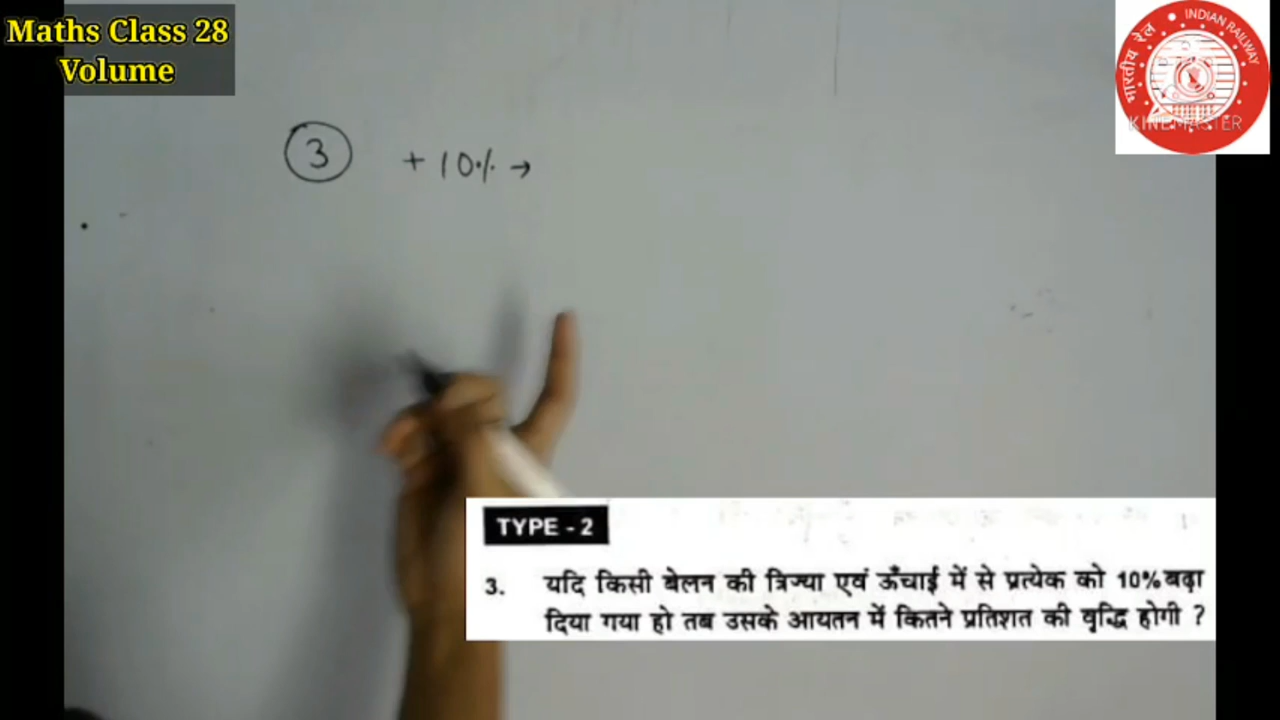 Maths Class 28
Volume
भारतीय रेल
INDIAN RAILWAY
KINEMASTER
3 + 10% →
TYPE - 2
3. यदि किसी बेलन की त्रिज्या एवं ऊँचाई में से प्रत्येक को 10% बढ़ा
दिया गया हो तब उसके आयतन में कितने प्रतिशत की वृद्धि होगी ?